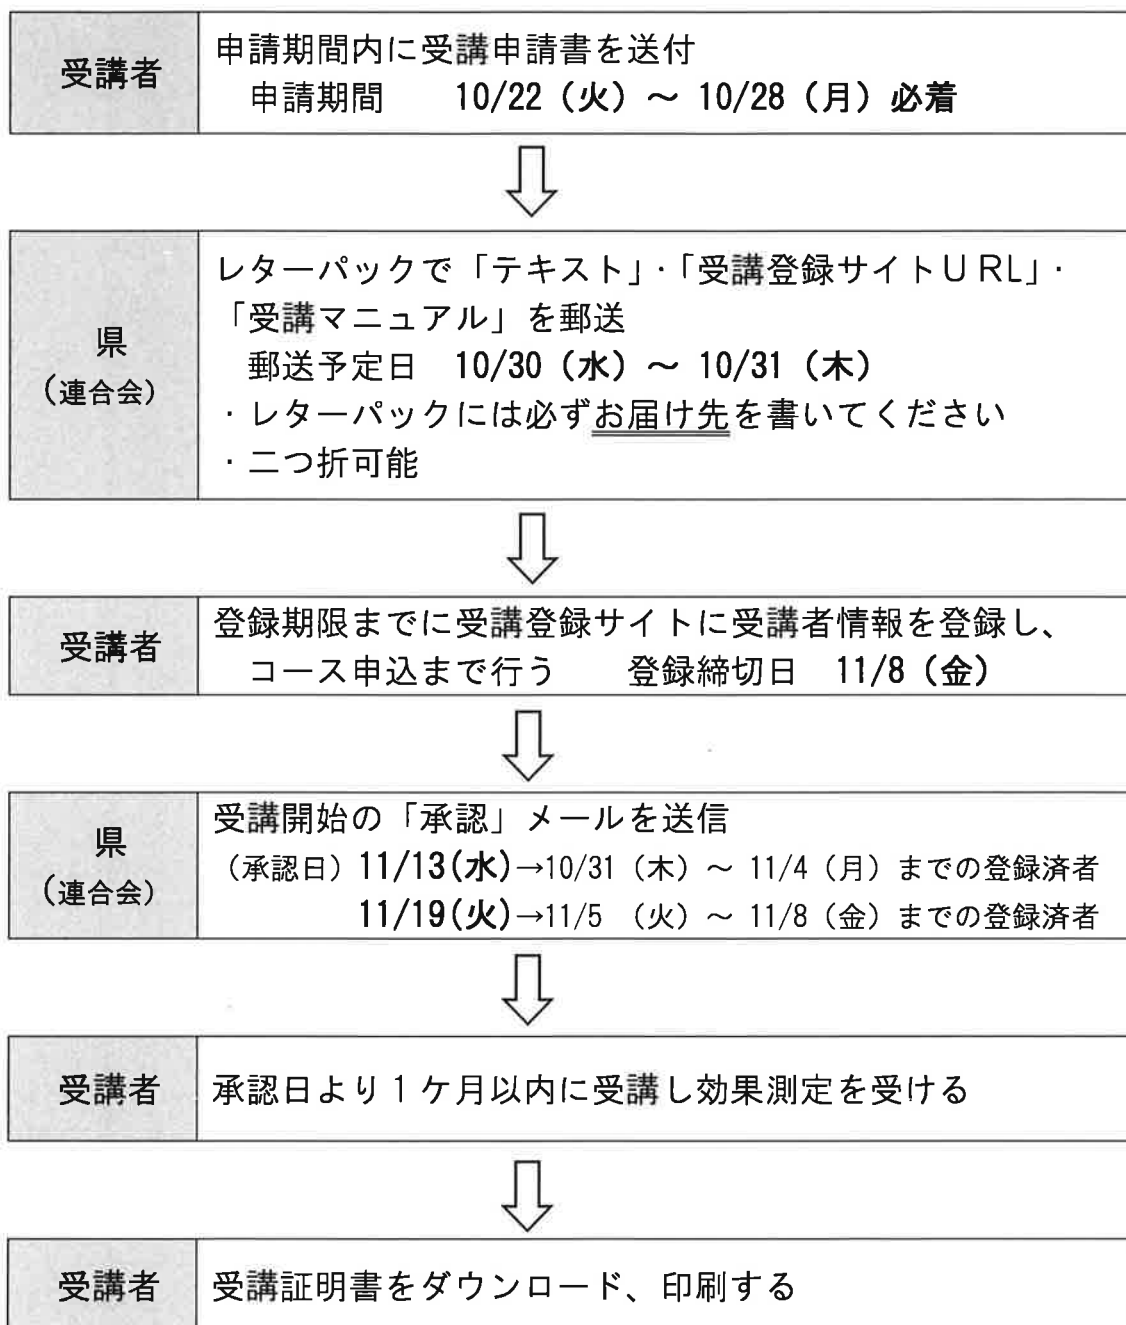 受講者
申請期間内に受講申請書を送付
申請期間　　10/22（火）～ 10/28（月）必着
県
（連合会）
レターパックで「テキスト」・「受講登録サイトＵＲＬ」・
「受講マニュアル」を郵送
郵送予定日　10/30（水）～ 10/31（木）
・レターパックには必ずお届け先を書いてください
・二つ折可能
受講者
登録期限までに受講登録サイトに受講者情報を登録し、
コース申込まで行う　　登録締切日　11/8（金）
県
（連合会）
受講開始の「承認」メールを送信
（承認日）11/13(水)→10/31（木）～ 11/4（月）までの登録済者
11/19(火)→11/5　（火）～ 11/8（金）までの登録済者
受講者
承認日より１ケ月以内に受講し効果測定を受ける
受講者
受講証明書をダウンロード、印刷する